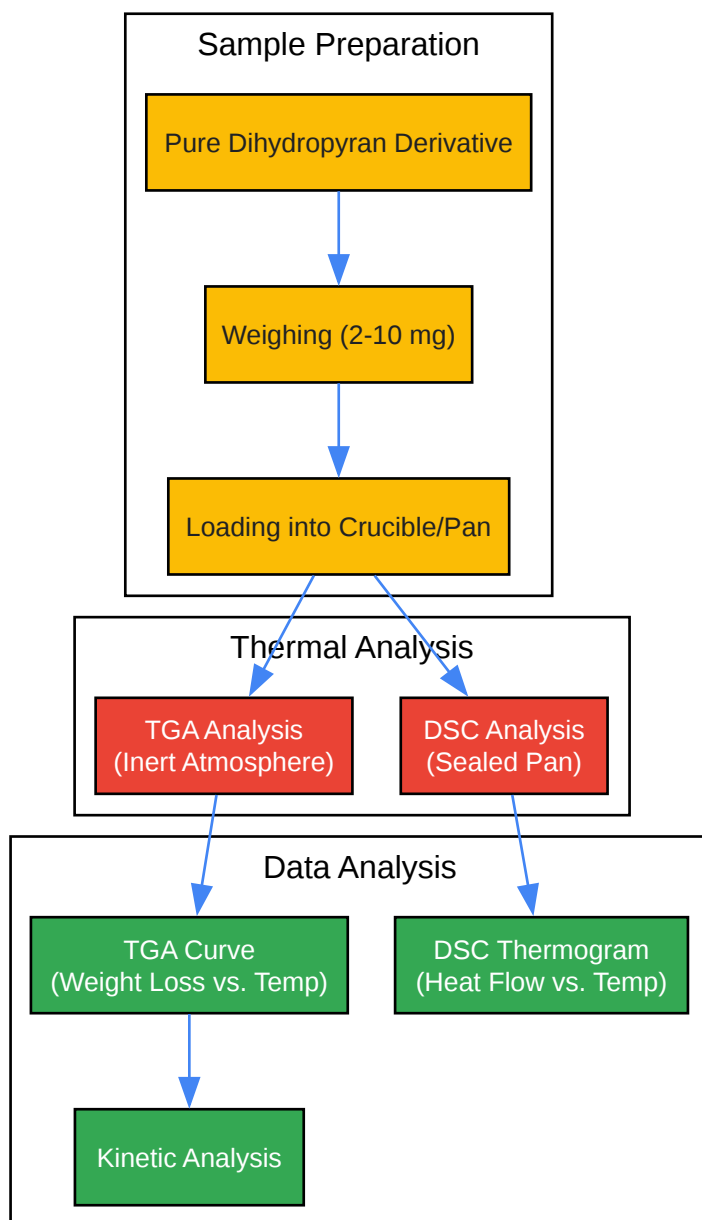 Sample Preparation
Pure Dihydropyran Derivative
Weighing (2-10 mg)
Loading into Crucible/Pan
Thermal Analysis
TGA Analysis
(Inert Atmosphere)
DSC Analysis
(Sealed Pan)
Data Analysis
TGA Curve
(Weight Loss vs. Temp)
DSC Thermogram
(Heat Flow vs. Temp)
Kinetic Analysis